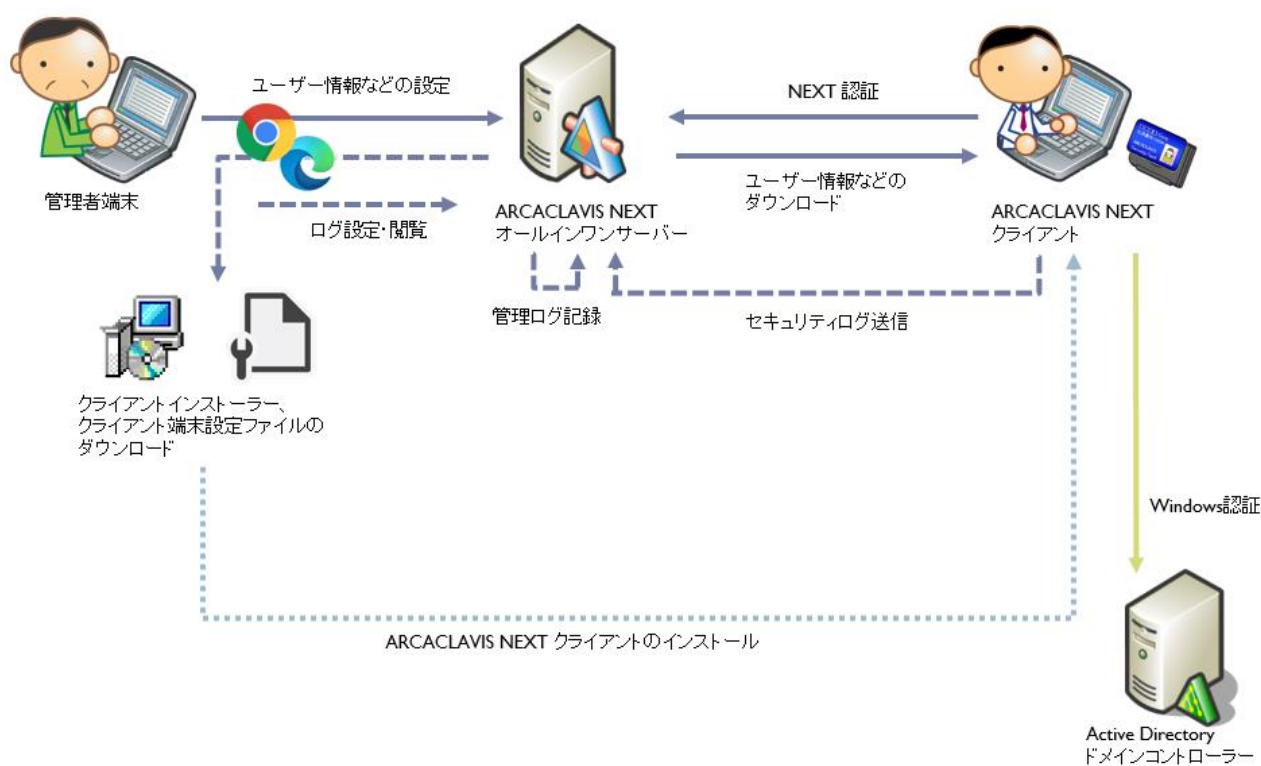 ユーザー情報などの設定
NEXT 認証
管理者端末
ログ設定・閲覧
ARCACLAVIS NEXT
オールインワンサーバー
ユーザー情報などの
ダウンロード
ARCACLAVIS NEXT
クライアント
管理ログ記録
セキュリティログ送信
クライアントインストーラー、
クライアント端末設定ファイルの
ダウンロード
Windows認証
ARCACLAVIS NEXT クライアントのインストール
Active Directory
ドメインコントローラー